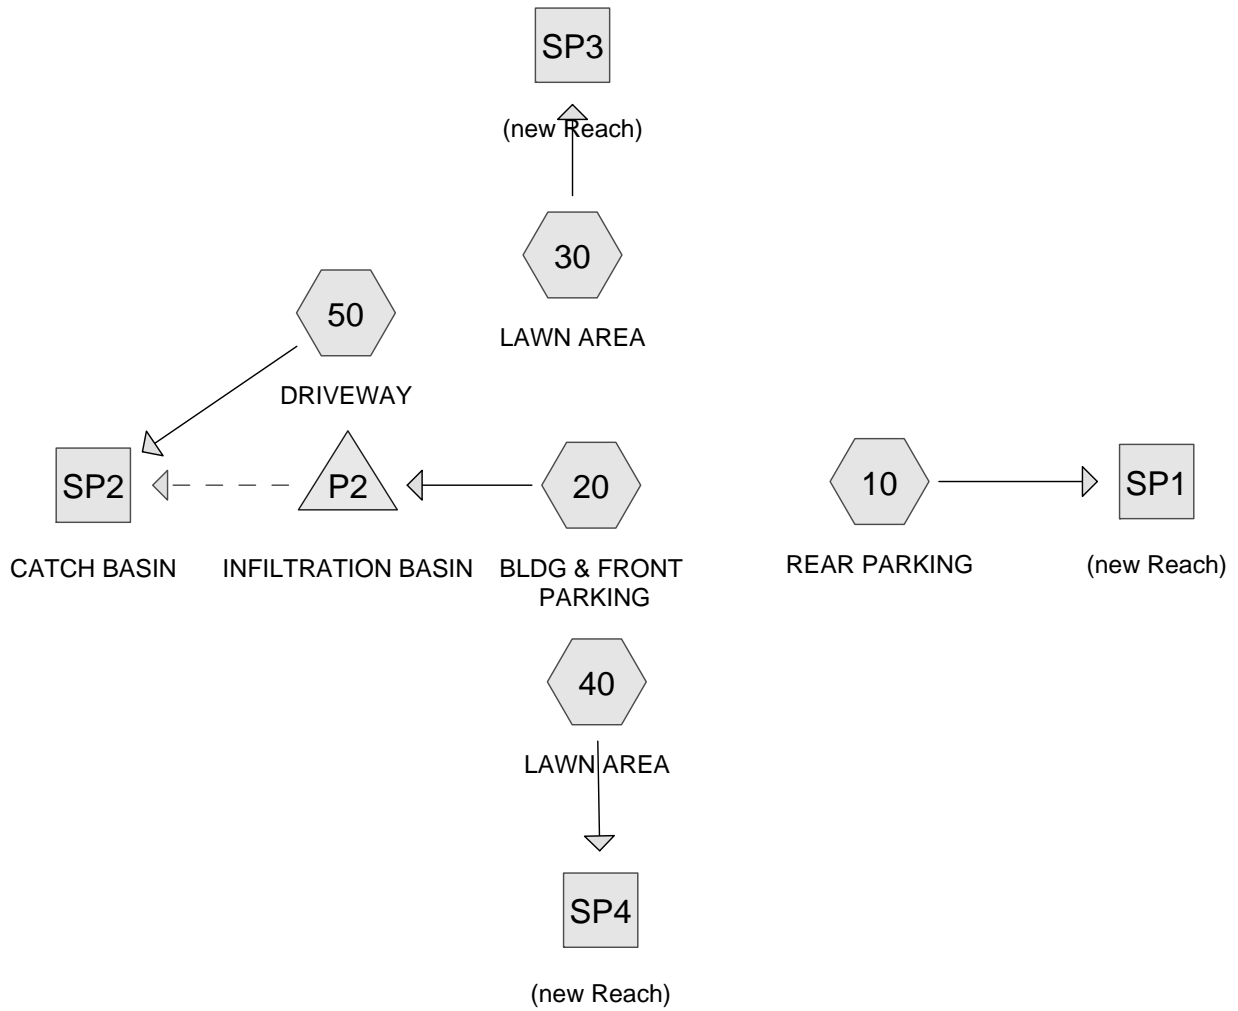 SP3
(new Reach)
30
LAWN AREA
50
DRIVEWAY
SP2
CATCH BASIN
P2
INFILTRATION BASIN
20
BLDG & FRONT
PARKING
10
REAR PARKING
SP1
(new Reach)
40
LAWN AREA
SP4
(new Reach)